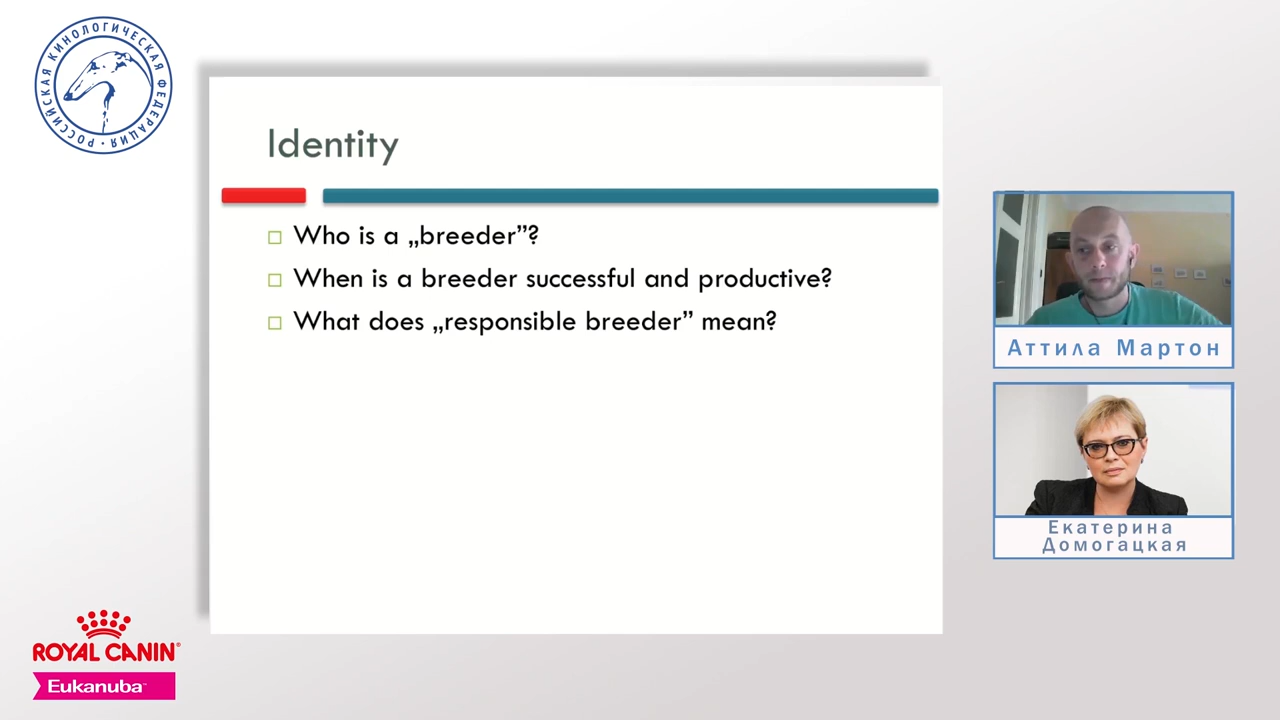 РОССИЙСКАЯ КИНОЛОГИЧЕСКАЯ ФЕДЕРАЦИЯ
Identity
Who is a „breeder”?
When is a breeder successful and productive?
What does „responsible breeder” mean?
Аттила Мартон
Екатерина
Домогацкая
ROYAL CANIN®
Eukanuba™